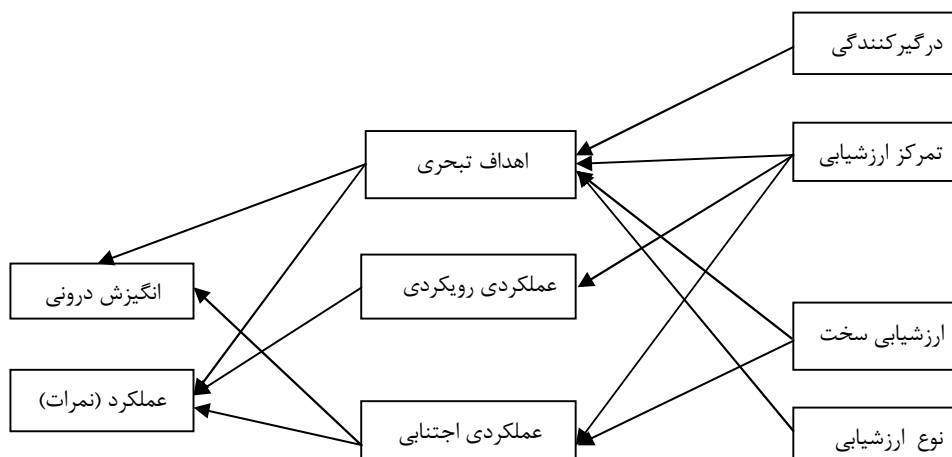 درگیرکنندگی
تمرکز ارزشیابی
اهداف تبحری
عملکردی رویکردی
انگیزش درونی
ارزشیابی سخت
عملکرد (نمرات)
عملکردی اجتنابی
نوع ارزشیابی